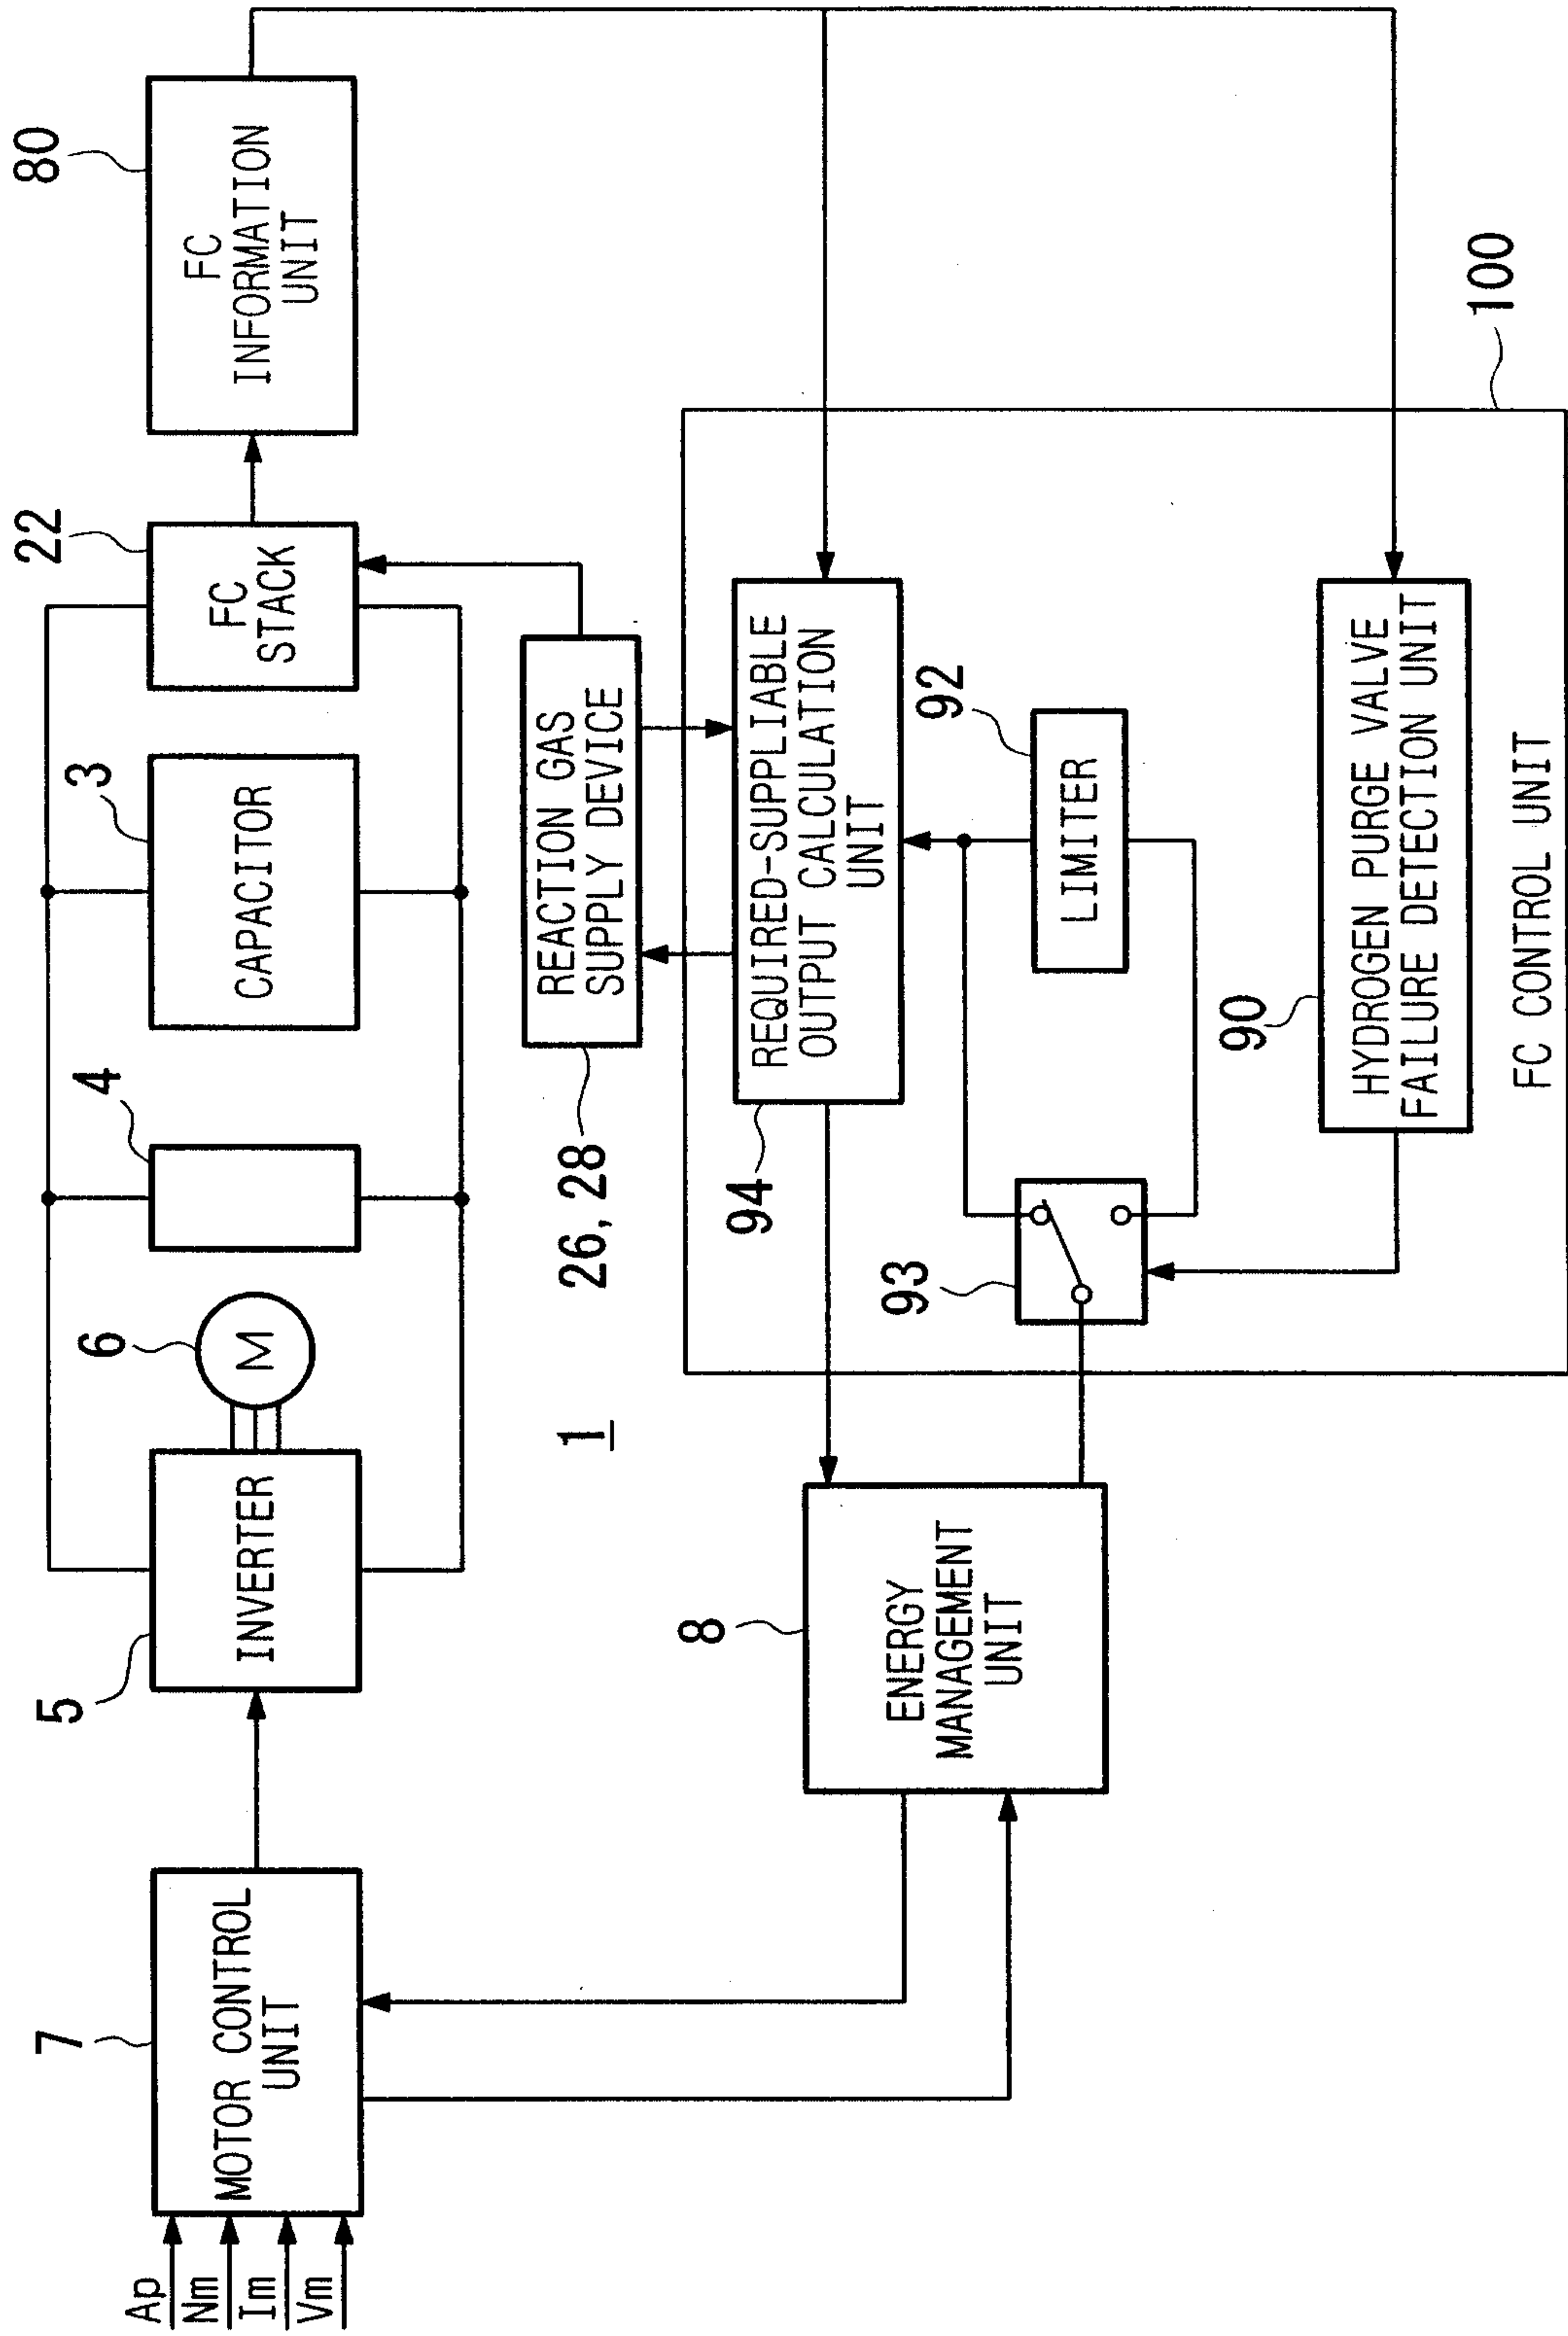 7
MOTOR CONTROL
UNIT
Ap
Nm
Im
Vm
5
INVERTER
6
M
4
3
CAPACITOR
22
FC
STACK
80
FC
INFORMATION
UNIT
1
26, 28
REACTION GAS
SUPPLY DEVICE
8
ENERGY
MANAGEMENT
UNIT
94
REQUIRED-SUPPLIABLE
OUTPUT CALCULATION
UNIT
93
92
LIMITER
90
HYDROGEN PURGE VALVE
FAILURE DETECTION UNIT
FC CONTROL UNIT
100